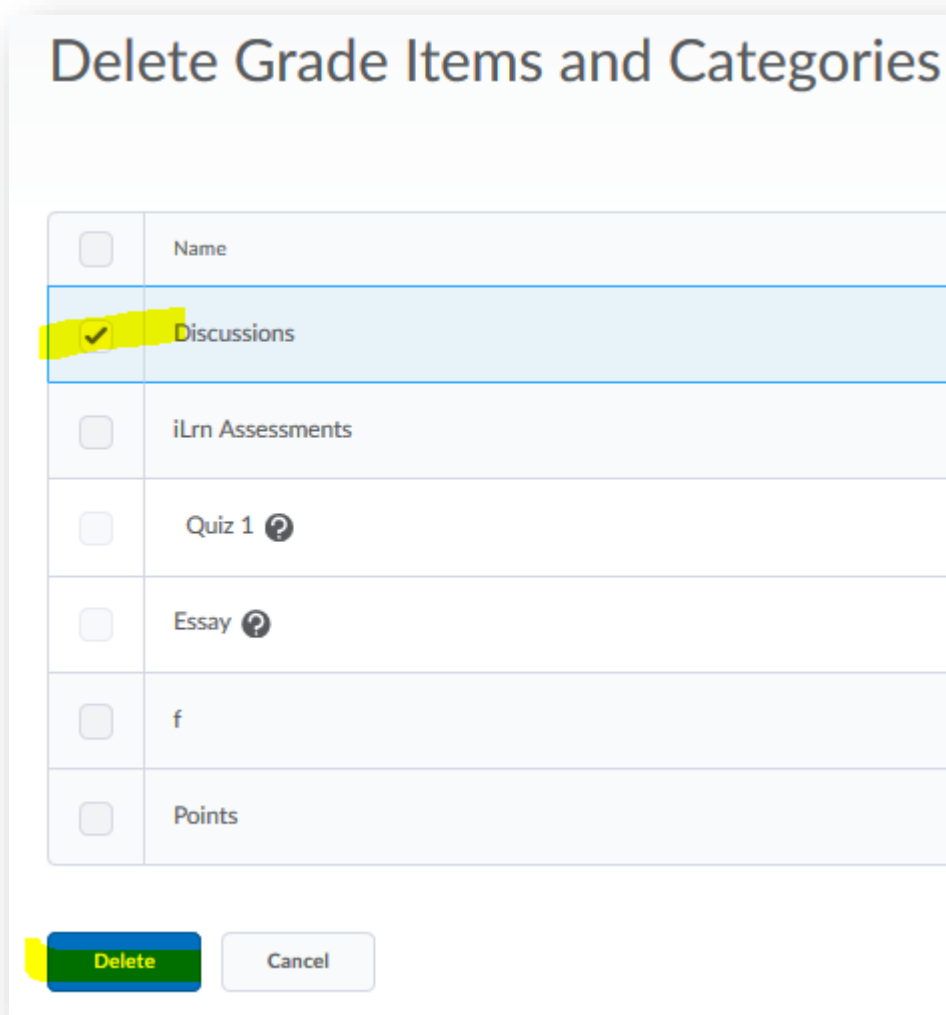 Delete Grade Items and Categories
Name
Discussions
iLrn Assessments
Quiz 1 ?
Essay ?
f
Points
Delete Cancel